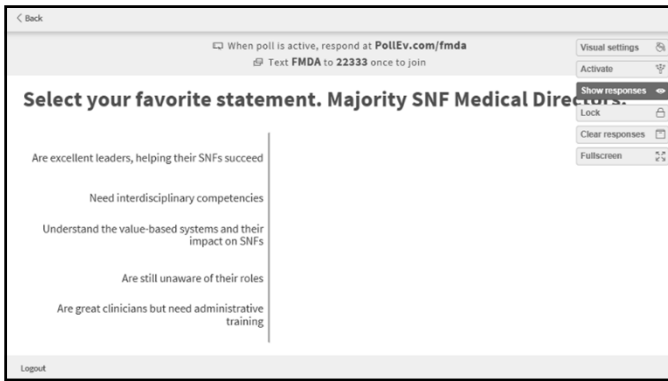 Back
When poll is active, respond at PollEv.com/fmda
Text FMDA to 22333 once to join
Visual settings
Activate
Show responses
Lock
Clear responses
Fullscreen
Select your favorite statement. Majority SNF Medical Directors:
Are excellent leaders, helping their SNFs succeed
Need interdisciplinary competencies
Understand the value-based systems and their
impact on SNFs
Are still unaware of their roles
Are great clinicians but need administrative
training
Logout